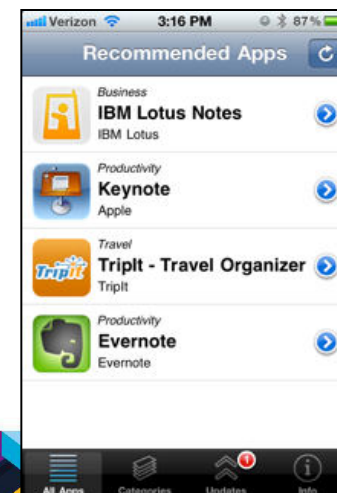 Verizon 3:16 PM 87%
Recommended Apps
Business
IBM Lotus Notes
IBM Lotus
Productivity
Keynote
Apple
Travel
TripIt - Travel Organizer
TripIt
TripIt
Productivity
Evernote
Evernote
1
All Apps Categories Updates Info